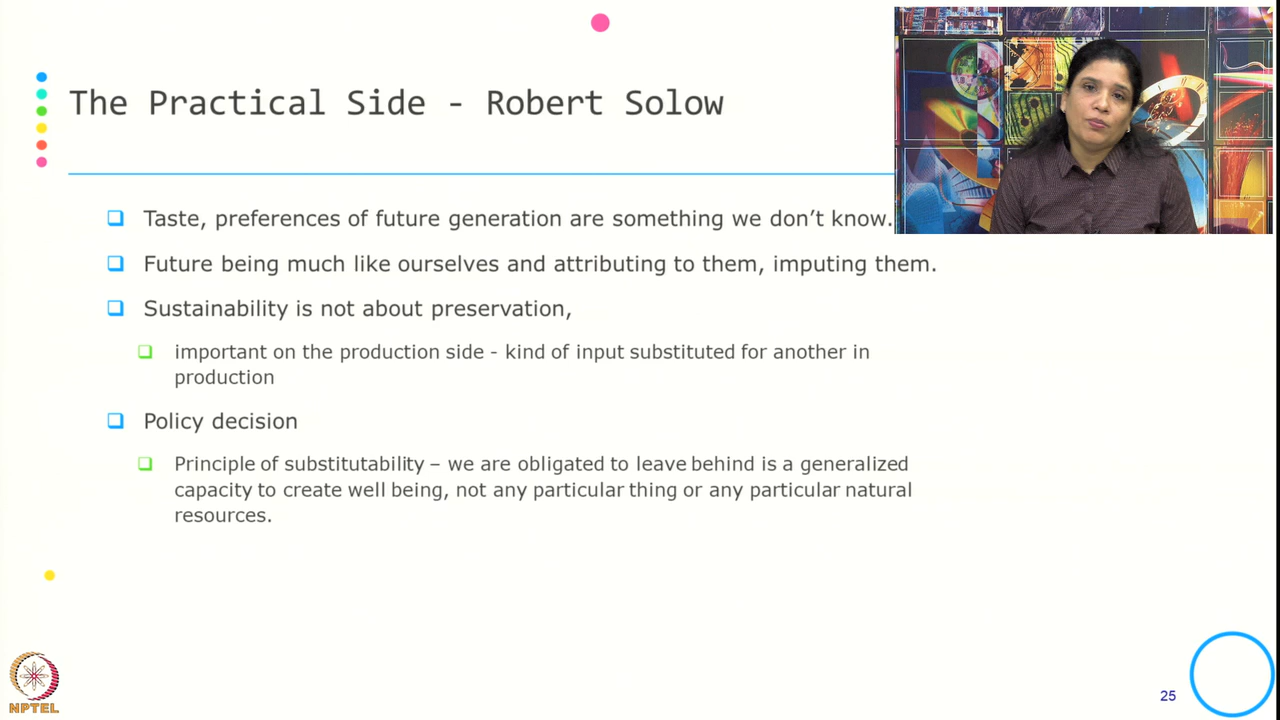 The Practical Side - Robert Solow
Taste, preferences of future generation are something we don’t know.
Future being much like ourselves and attributing to them, imputing them.
Sustainability is not about preservation,
important on the production side - kind of input substituted for another in
production
Policy decision
Principle of substitutability – we are obligated to leave behind is a generalized
capacity to create well being, not any particular thing or any particular natural
resources.
NPTEL
25